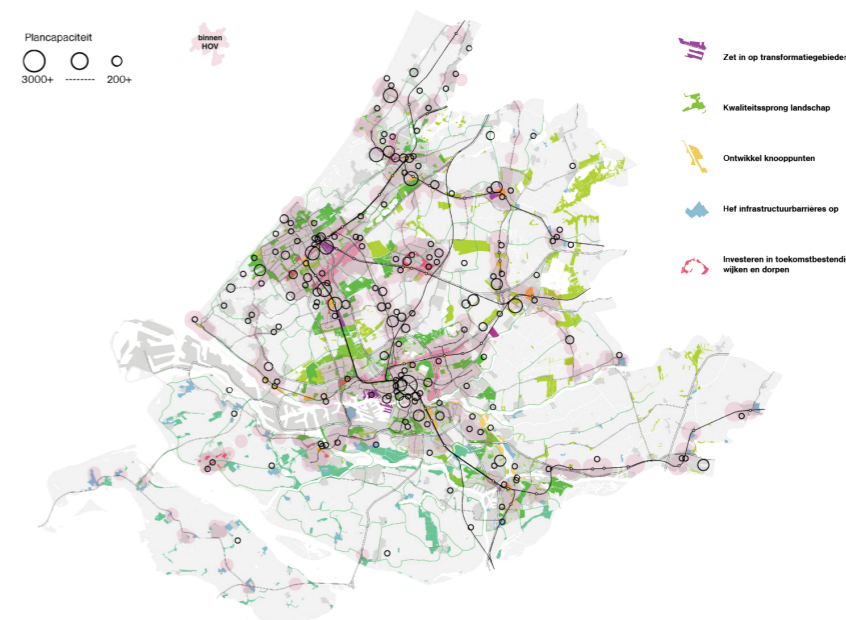 Plancapaciteit
3000+ -------- 200+
binnen
HOV
Zet in op transformatiegebieden
Kwaliteitssprong landschap
Ontwikkel knooppunten
Hef infrastructuurbarrières op
Investeren in toekomstbestendi
wijken en dorpen